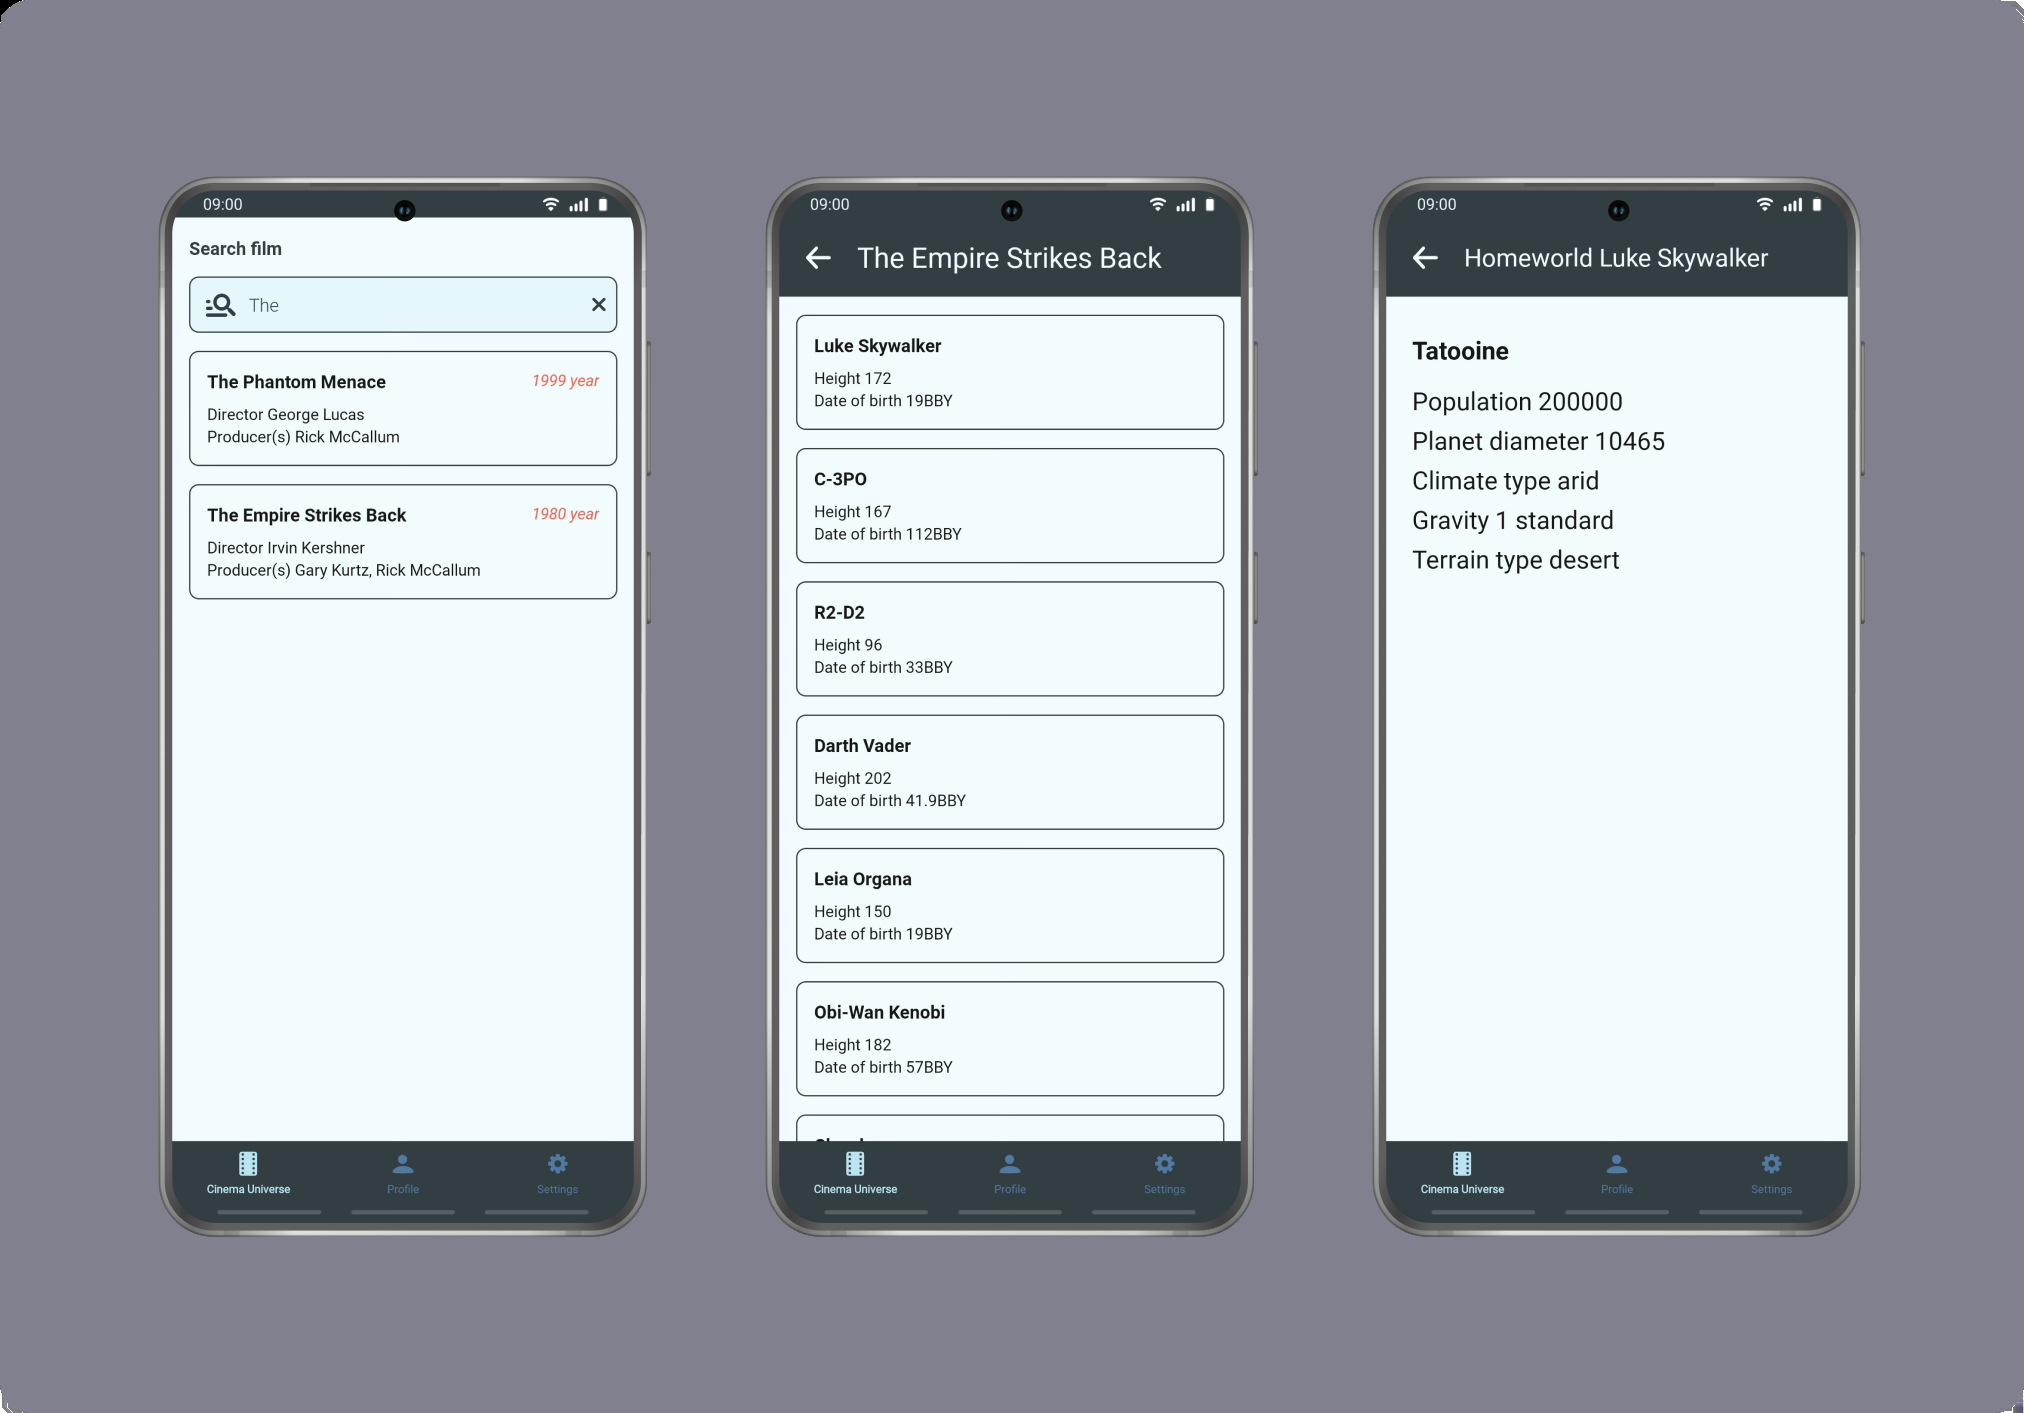 09:00
Search film
The
The Phantom Menace
1999 year
Director George Lucas
Producer(s) Rick McCallum
The Empire Strikes Back
1980 year
Director Irvin Kershner
Producer(s) Gary Kurtz, Rick McCallum
Cinema Universe
Profile
Settings
09:00
The Empire Strikes Back
Luke Skywalker
Height 172
Date of birth 19BBY
C-3PO
Height 167
Date of birth 112BBY
R2-D2
Height 96
Date of birth 33BBY
Darth Vader
Height 202
Date of birth 41.9BBY
Leia Organa
Height 150
Date of birth 19BBY
Obi-Wan Kenobi
Height 182
Date of birth 57BBY
Cinema Universe
Profile
Settings
09:00
Homeworld Luke Skywalker
Tatooine
Population 200000
Planet diameter 10465
Climate type arid
Gravity 1 standard
Terrain type desert
Cinema Universe
Profile
Settings